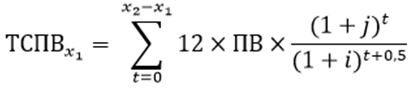 ТСПВ_{x_1} = \sum_{t=0}^{x_2-x_1} 12 × ПВ × \frac{(1+j)^t}{(1+i)^{t+0,5}}